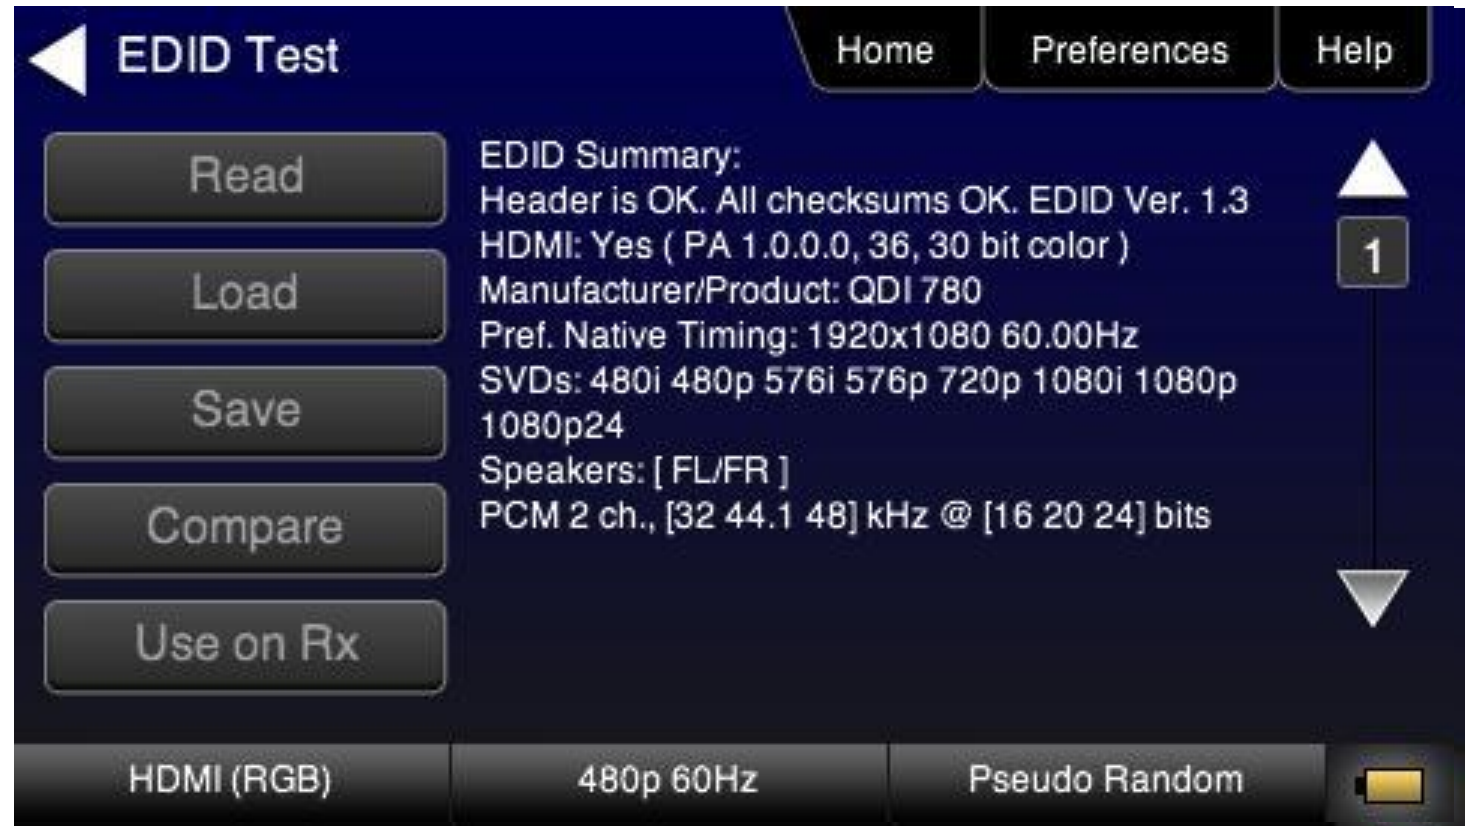 EDID Test
Home
Preferences
Help
Read
Load
Save
Compare
Use on Rx
EDID Summary:
Header is OK. All checksums OK. EDID Ver. 1.3
HDMI: Yes ( PA 1.0.0.0, 36, 30 bit color )
Manufacturer/Product: QDI 780
Pref. Native Timing: 1920x1080 60.00Hz
SVDs: 480i 480p 576i 576p 720p 1080i 1080p
1080p24
Speakers: [ FL/FR ]
PCM 2 ch., [32 44.1 48] kHz @ [16 20 24] bits
1
HDMI (RGB)
480p 60Hz
Pseudo Random